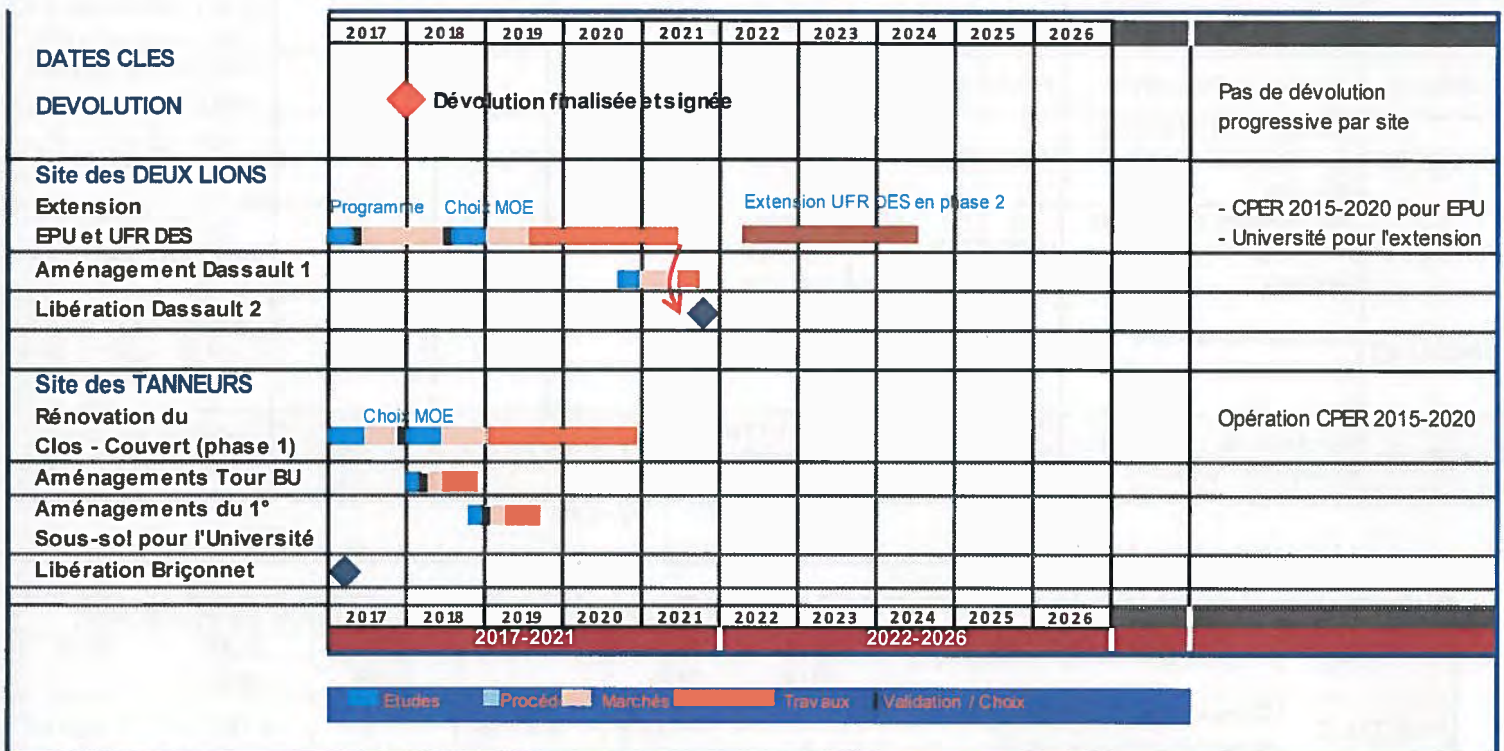 2017 2018 2019 2020 2021 2022 2023 2024 2025 2026
DATES CLES
DEVOLUTION
Dévolution finalisée et signée
Pas de dévolution
progressive par site
Site des DEUX LIONS
Extension
EPU et UFR DES
Programme
Choix MOE
Extension UFR DES en phase 2
- CPER 2015-2020 pour EPU
- Université pour l'extension
Aménagement Dassault 1
Libération Dassault 2
Site des TANNEURS
Rénovation du
Clos - Couvert (phase 1)
Choix MOE
Opération CPER 2015-2020
Aménagements Tour BU
Aménagements du 1°
Sous-sol pour l'Université
Libération Briçonnet
2017 2018 2019 2020 2021 2022 2023 2024 2025 2026
2017-2021 2022-2026
Etudes Procéd Marchés Travaux Validation / Choix